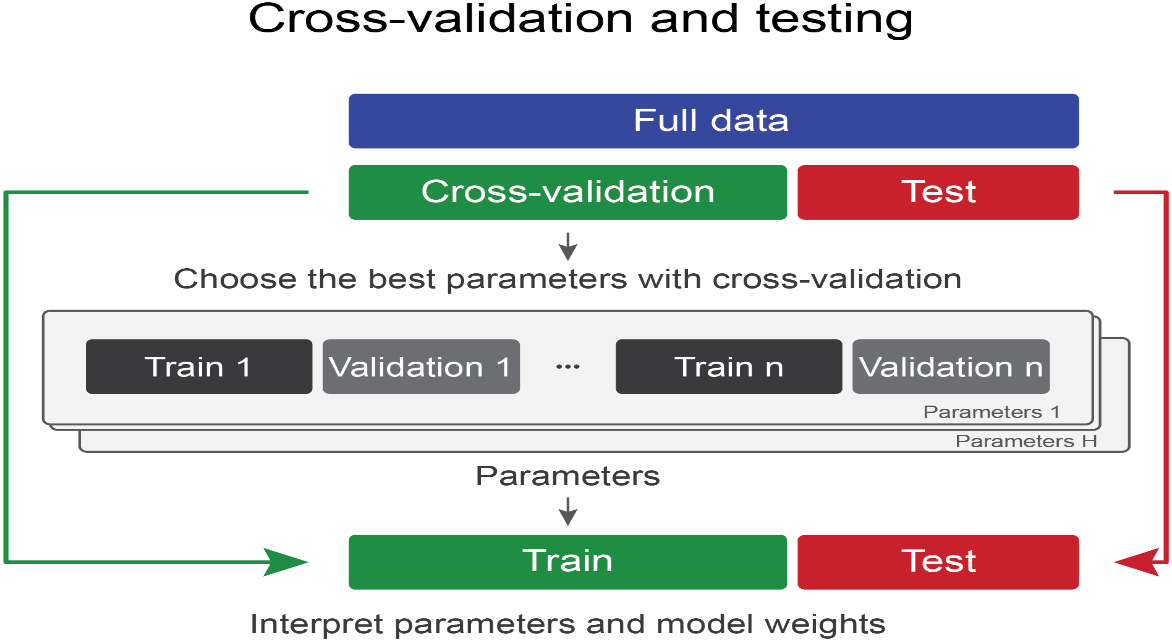 Cross-validation and testing
Full data
Cross-validation Test
Choose the best parameters with cross-validation
Train 1 Validation 1 ... Train n Validation n
Parameters 1
Parameters H
Parameters
Train Test
Interpret parameters and model weights